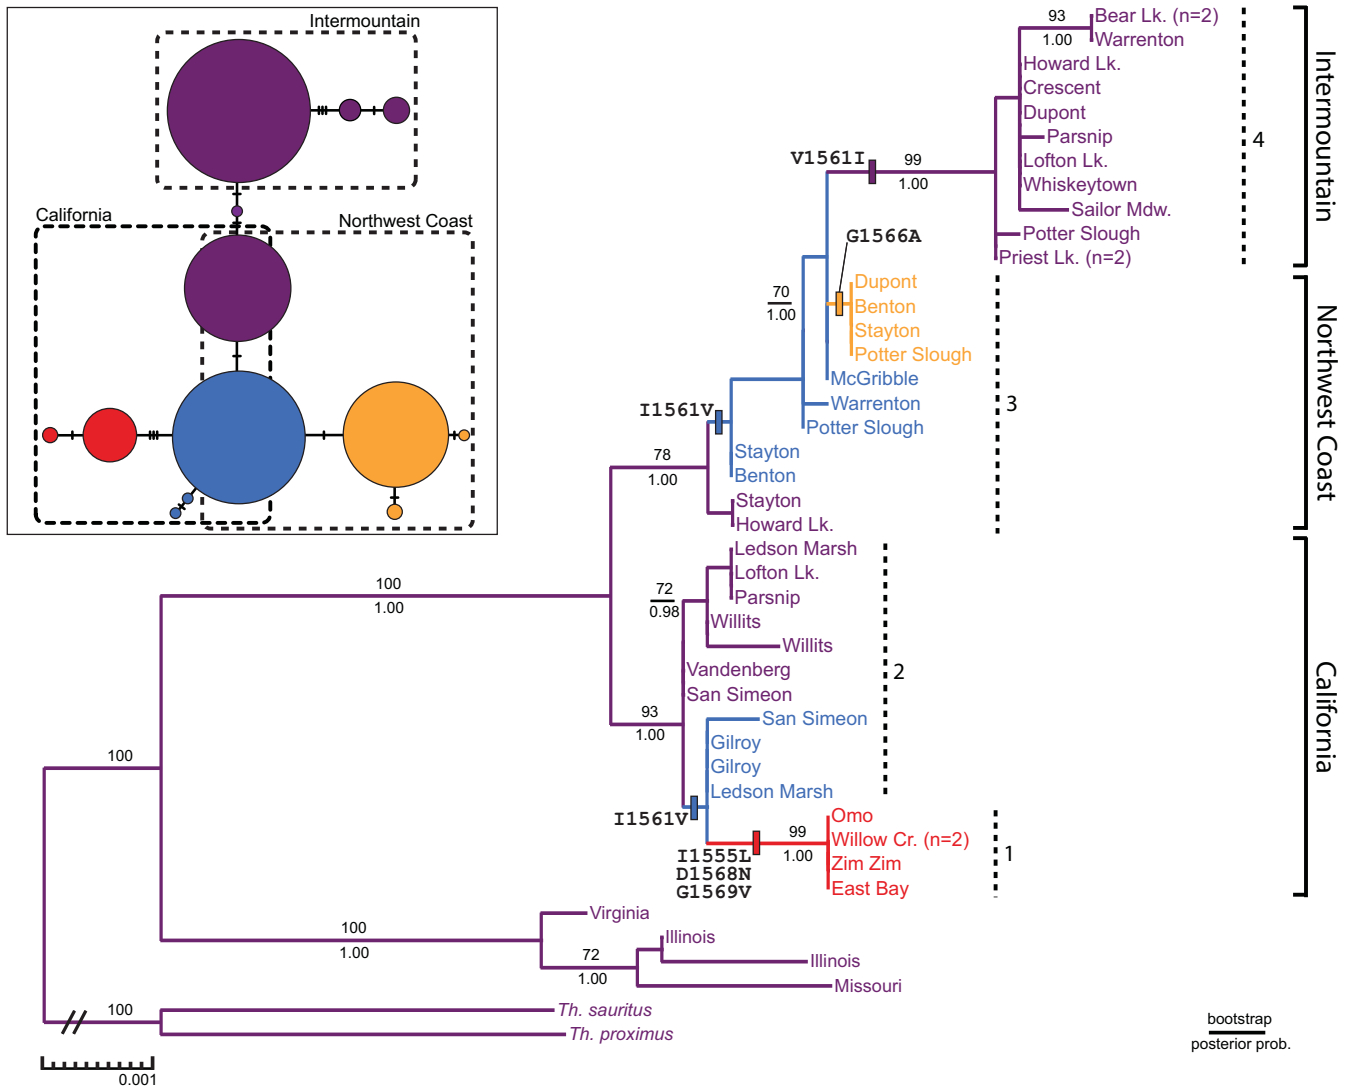 Intermountain
California
Northwest Coast
93
1.00
Bear Lk. (n=2)
Warrenton
Howard Lk.
Crescent
Dupont
Parsnip
Lofton Lk.
Whiskeytown
Sailor Mdw.
Potter Slough
Priest Lk. (n=2)
4
Intermountain
V1561I
99
1.00
G1566A
70
1.00
Dupont
Benton
Stayton
Potter Slough
McGribble
Warrenton
Potter Slough
I1561V
Stayton
Benton
78
1.00
Stayton
Howard Lk.
3
Northwest Coast
100
1.00
Ledson Marsh
Lofton Lk.
Parsnip
72
0.98
Willits
Willits
Vandenberg
San Simeon
93
1.00
San Simeon
Gilroy
Gilroy
Ledson Marsh
2
I1561V
Omo
Willow Cr. (n=2)
Zim Zim
East Bay
99
1.00
I1555L
D1568N
G1569V
1
California
100
Virginia
100
1.00
Illinois
72
1.00
Illinois
Missouri
100
Th. sauritus
Th. proximus
0.001
bootstrap
posterior prob.